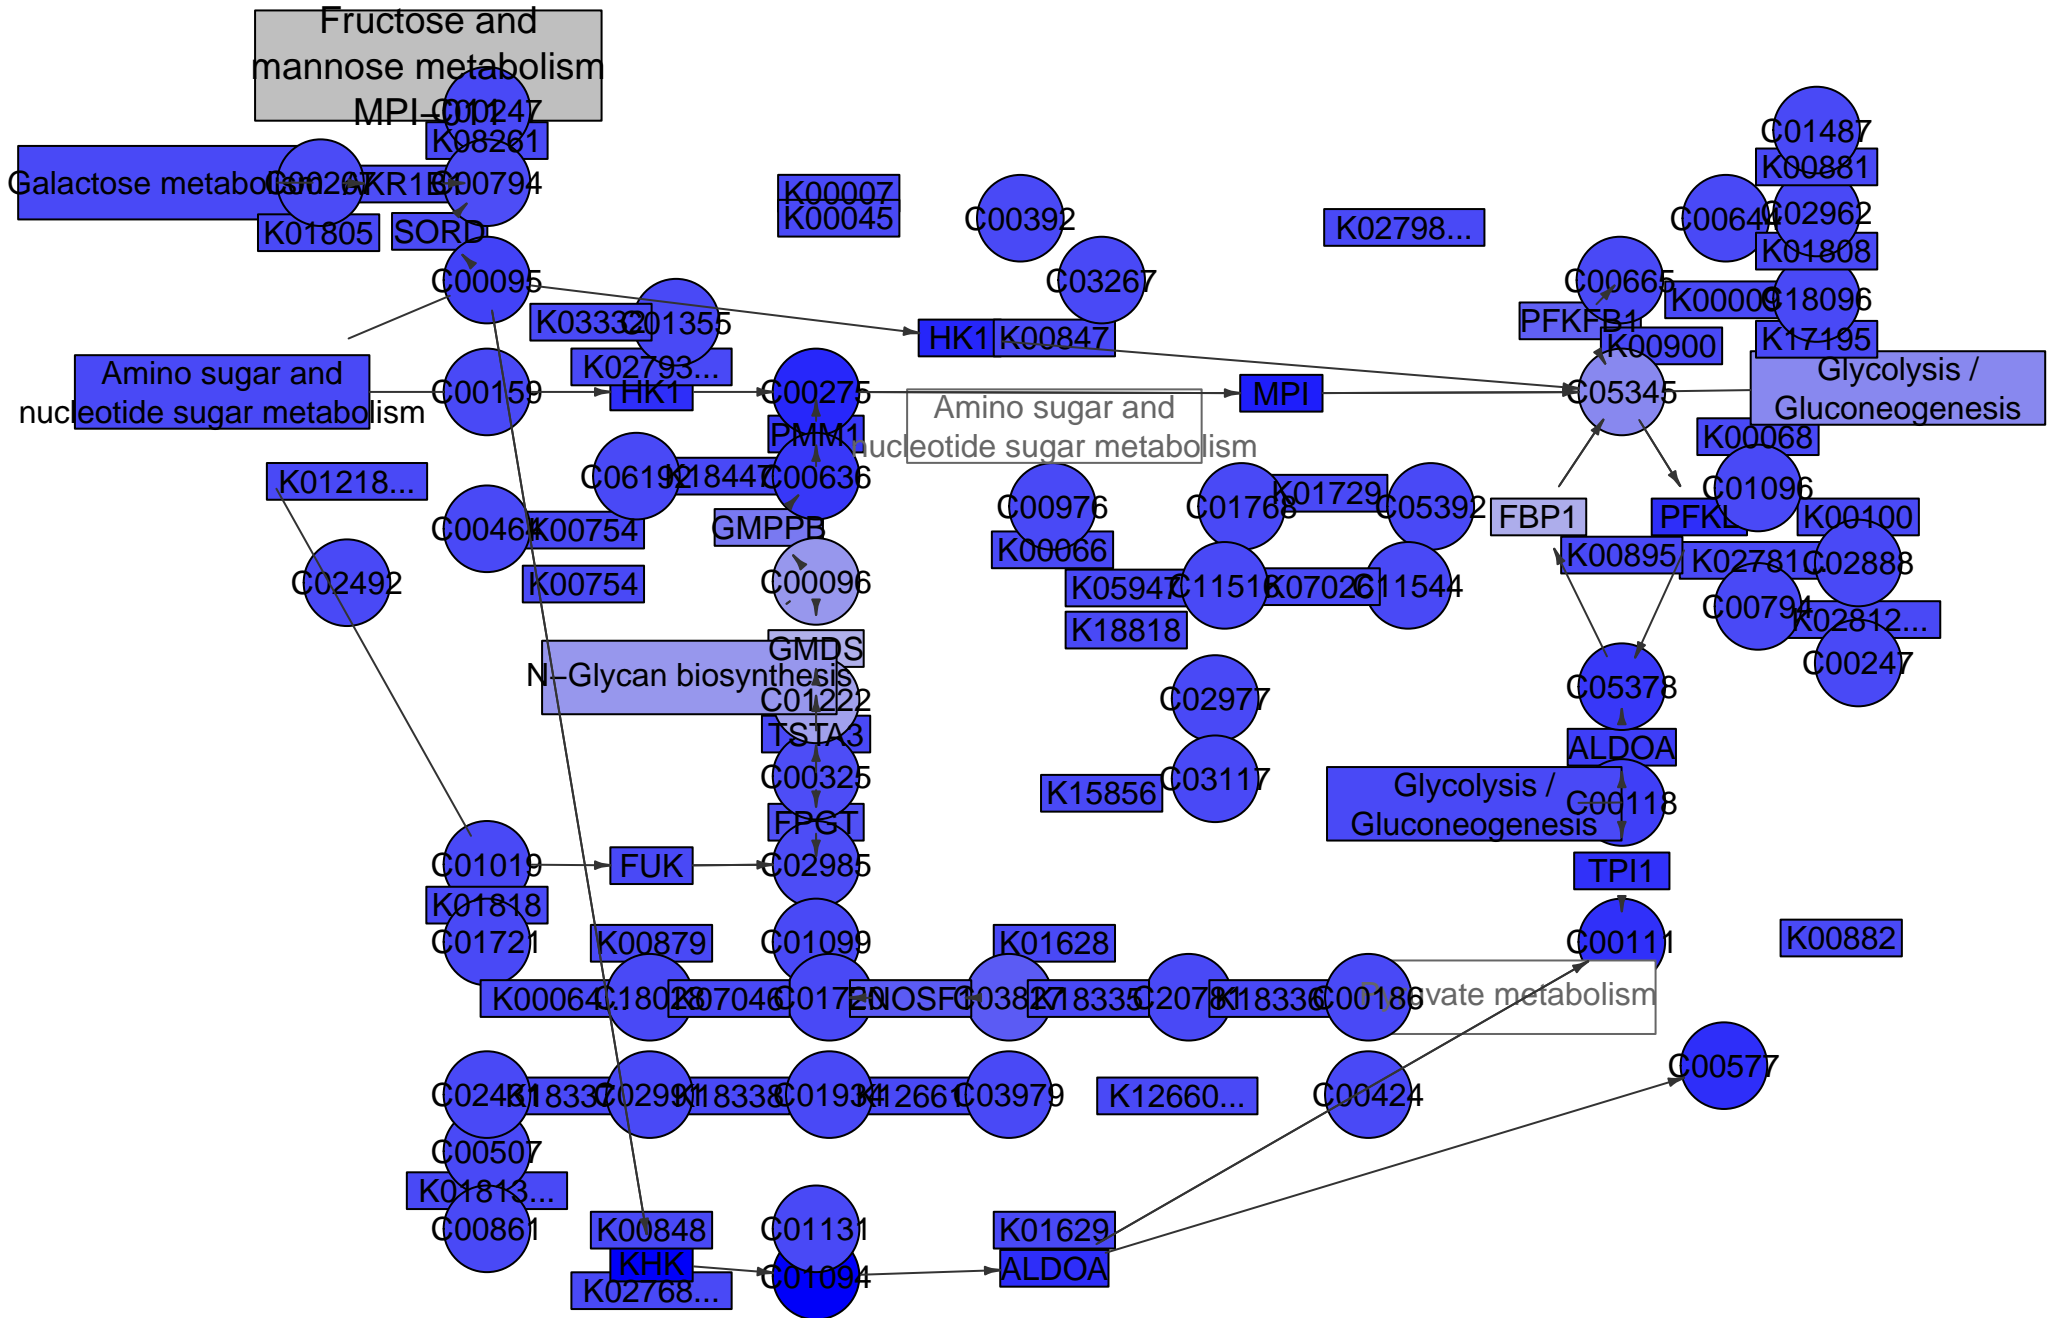 Fructose and
mannose metabolism
MPI-011
C00247
K08261
Galactose metabolism
AKR1B1
C00794
K01805
SORD
C00095
K00007
K00045
C00392
C03267
K02798...
C01487
K00881
C00644
C02962
K01808
C00665
K00009
C18096
PFKFB1
K17195
K00900
K03332
C01355
K02793...
HK1
K00847
Amino sugar and
nucleotide sugar metabolism
C00159
HK1
C00275
PMM1
Amino sugar and
nucleotide sugar metabolism
MPI
C05345
Glycolysis /
Gluconeogenesis
K00068
K01218...
C06192
K18447
C00636
C00976
C01768
K01729
C05392
C01096
C00464
K00754
GMPPB
FBP1
PFKL
K00100
K00066
K00895
K02781...
C02888
C02492
K00754
C00096
K05947
C11516
K07026
C11544
C00794
K02812...
K18818
GMDS
N-Glycan biosynthesis
C01222
C02977
C00247
C05378
TSTA3
ALDOA
C00325
K15856
C03117
Glycolysis /
Gluconeogenesis
C00118
FPGT
C01019
FUK
C02985
TPI1
K01818
C01721
K00879
C01099
K01628
C00111
K00882
K00064...
C18028
K07046
C01720
ENOSF1
C03827
K18335
C20781
K18336
C00186
metabolism
C00577
C02431
K18337
C02991
K18338
C01934
K12661
C03979
K12660...
C00424
C00507
K01813...
C00861
K00848
C01131
K01629
KHK
C01094
ALDOA
K02768...